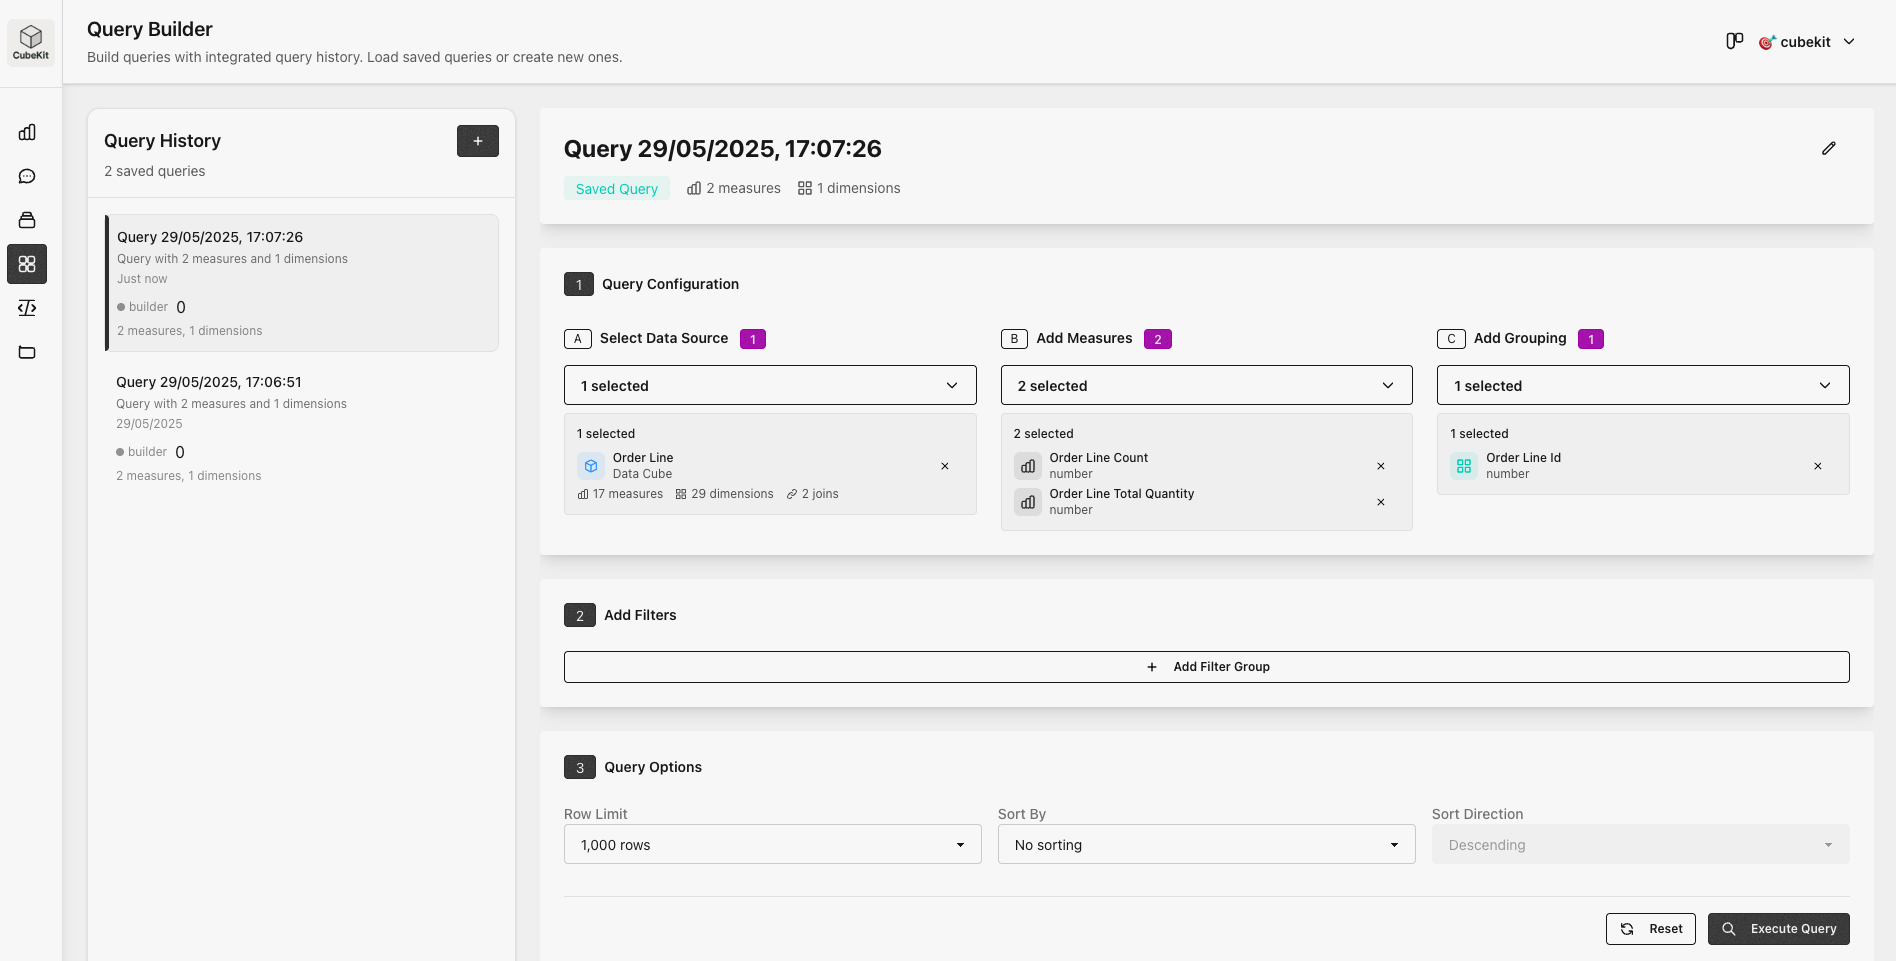 CubeKit
Query Builder
Build queries with integrated query history. Load saved queries or create new ones.
cubekit
Query History
2 saved queries
Query 29/05/2025, 17:07:26
Query with 2 measures and 1 dimensions
Just now
builder 0
2 measures, 1 dimensions
Query 29/05/2025, 17:06:51
Query with 2 measures and 1 dimensions
29/05/2025
builder 0
2 measures, 1 dimensions
Query 29/05/2025, 17:07:26
Saved Query 2 measures 1 dimensions
1 Query Configuration
A Select Data Source 1
1 selected
1 selected
Order Line
Data Cube
17 measures 29 dimensions 2 joins
B Add Measures 2
2 selected
2 selected
Order Line Count
number
Order Line Total Quantity
number
C Add Grouping 1
1 selected
1 selected
Order Line Id
number
2 Add Filters
+ Add Filter Group
3 Query Options
Row Limit
1,000 rows
Sort By
No sorting
Sort Direction
Descending
Reset
Execute Query